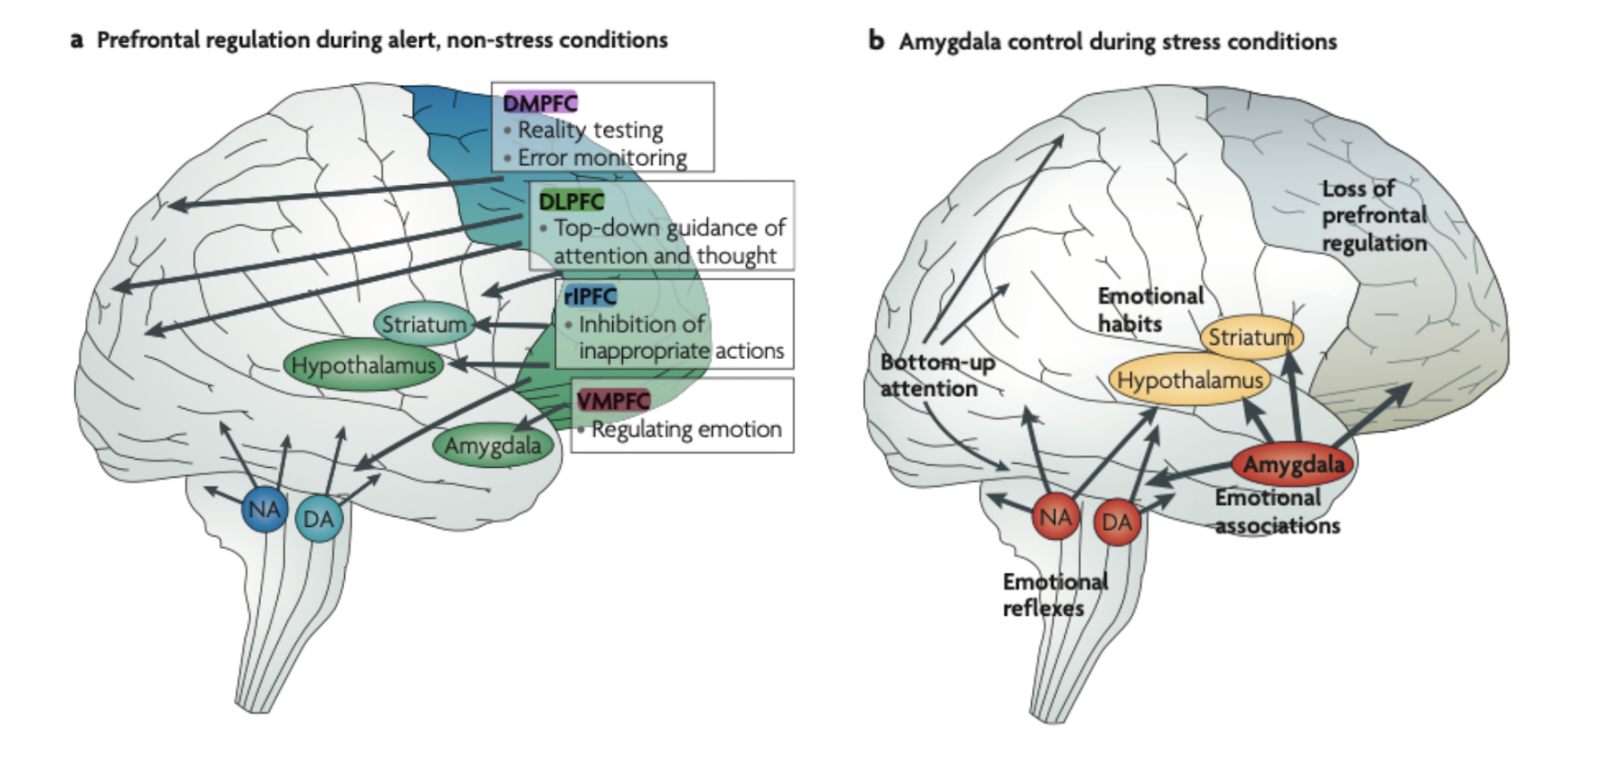 a Prefrontal regulation during alert, non-stress conditions
DMPFC
• Reality testing
• Error monitoring
DLPFC
• Top-down guidance of
attention and thought
rlPFC
• Inhibition of
inappropriate actions
VMPFC
• Regulating emotion
Striatum
Hypothalamus
Amygdala
NA
DA
b Amygdala control during stress conditions
Loss of
prefrontal
regulation
Emotional
habits
Striatum
Bottom-up
attention
Hypothalamus
Amygdala
Emotional
associations
NA
DA
Emotional
reflexes